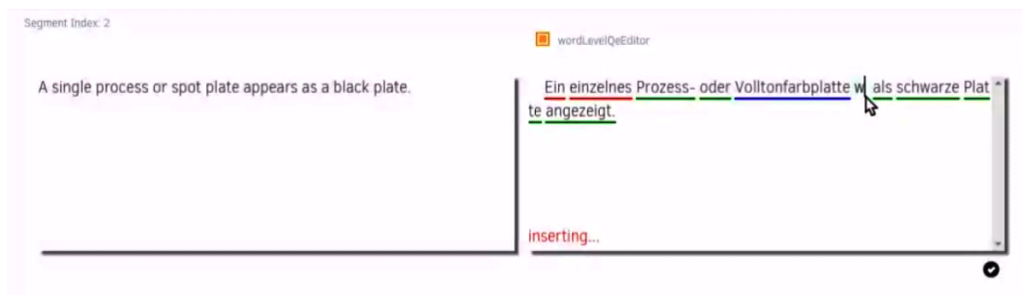 Segment Index: 2
wordLevelQeEditor
A single process or spot plate appears as a black plate.
Ein einzelnes Prozess- oder Volltonfarbplatte w als schwarze Plat
te angezeigt.
inserting...